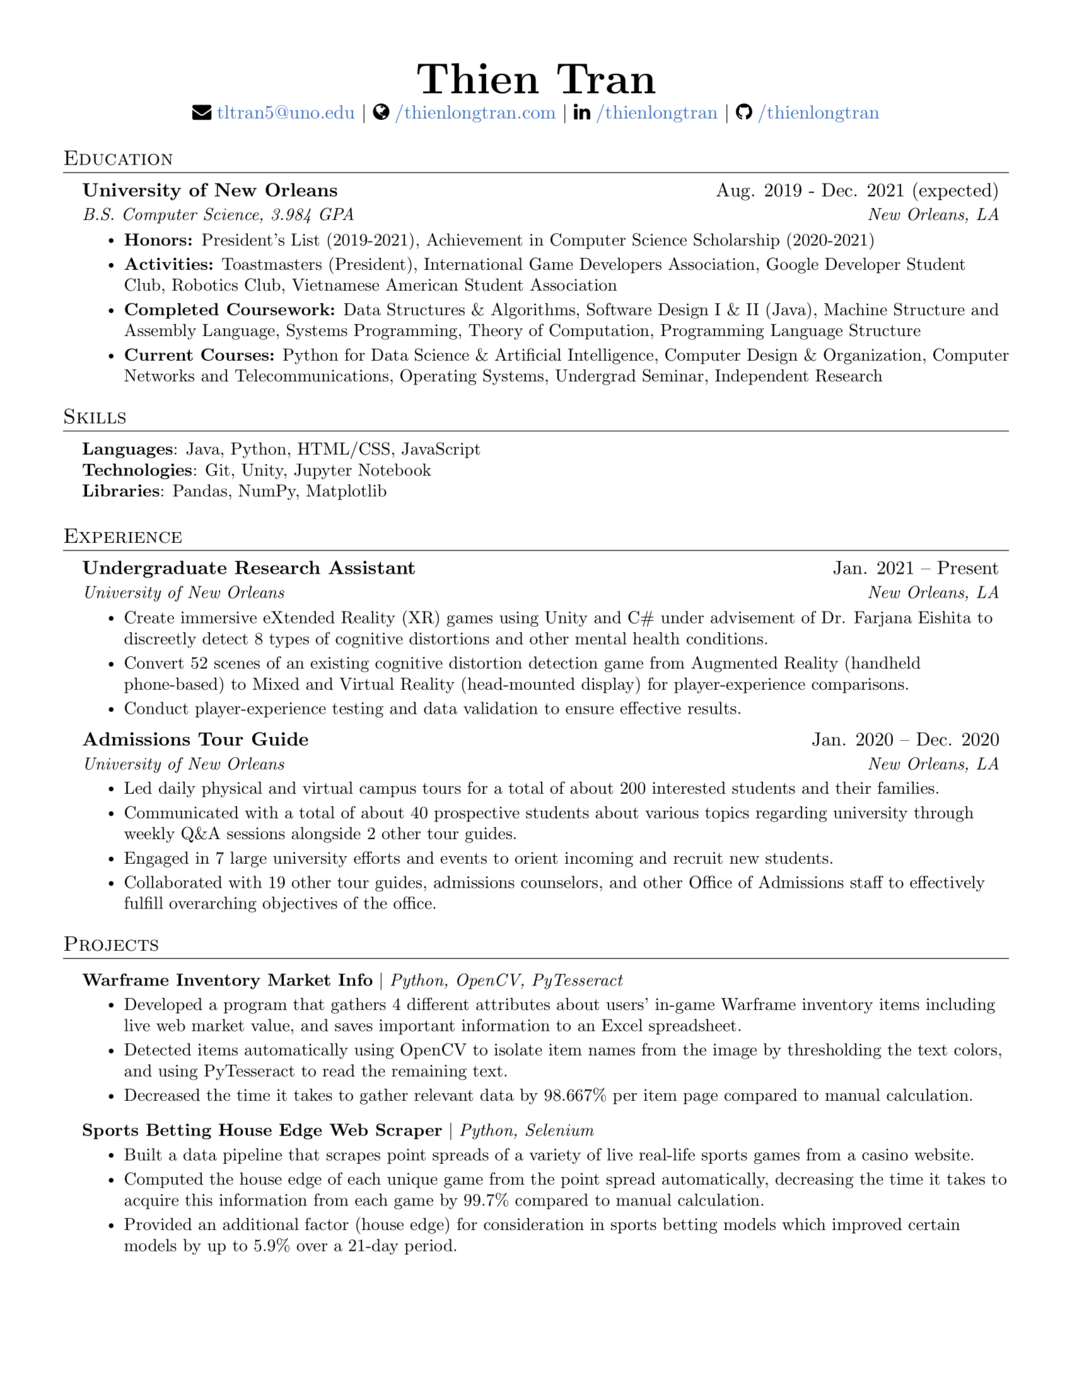 Thien Tran
tltran5@uno.edu | /thienlongtran.com | /thienlongtran | /thienlongtran
Education
University of New Orleans Aug. 2019 - Dec. 2021 (expected)
B.S. Computer Science, 3.984 GPA New Orleans, LA
• Honors: President's List (2019-2021), Achievement in Computer Science Scholarship (2020-2021)
• Activities: Toastmasters (President), International Game Developers Association, Google Developer Student
Club, Robotics Club, Vietnamese American Student Association
• Completed Coursework: Data Structures & Algorithms, Software Design I & II (Java), Machine Structure and
Assembly Language, Systems Programming, Theory of Computation, Programming Language Structure
• Current Courses: Python for Data Science & Artificial Intelligence, Computer Design & Organization, Computer
Networks and Telecommunications, Operating Systems, Undergrad Seminar, Independent Research
Skills
Languages: Java, Python, HTML/CSS, JavaScript
Technologies: Git, Unity, Jupyter Notebook
Libraries: Pandas, NumPy, Matplotlib
Experience
Undergraduate Research Assistant Jan. 2021 – Present
University of New Orleans New Orleans, LA
• Create immersive eXtended Reality (XR) games using Unity and C# under advisement of Dr. Farjana Eishita to
discreetly detect 8 types of cognitive distortions and other mental health conditions.
• Convert 52 scenes of an existing cognitive distortion detection game from Augmented Reality (handheld
phone-based) to Mixed and Virtual Reality (head-mounted display) for player-experience comparisons.
• Conduct player-experience testing and data validation to ensure effective results.
Admissions Tour Guide Jan. 2020 – Dec. 2020
University of New Orleans New Orleans, LA
• Led daily physical and virtual campus tours for a total of about 200 interested students and their families.
• Communicated with a total of about 40 prospective students about various topics regarding university through
weekly Q&A sessions alongside 2 other tour guides.
• Engaged in 7 large university efforts and events to orient incoming and recruit new students.
• Collaborated with 19 other tour guides, admissions counselors, and other Office of Admissions staff to effectively
fulfill overarching objectives of the office.
Projects
Warframe Inventory Market Info | Python, OpenCV, PyTesseract
• Developed a program that gathers 4 different attributes about users' in-game Warframe inventory items including
live web market value, and saves important information to an Excel spreadsheet.
• Detected items automatically using OpenCV to isolate item names from the image by thresholding the text colors,
and using PyTesseract to read the remaining text.
• Decreased the time it takes to gather relevant data by 98.667% per item page compared to manual calculation.
Sports Betting House Edge Web Scraper | Python, Selenium
• Built a data pipeline that scrapes point spreads of a variety of live real-life sports games from a casino website.
• Computed the house edge of each unique game from the point spread automatically, decreasing the time it takes to
acquire this information from each game by 99.7% compared to manual calculation.
• Provided an additional factor (house edge) for consideration in sports betting models which improved certain
models by up to 5.9% over a 21-day period.